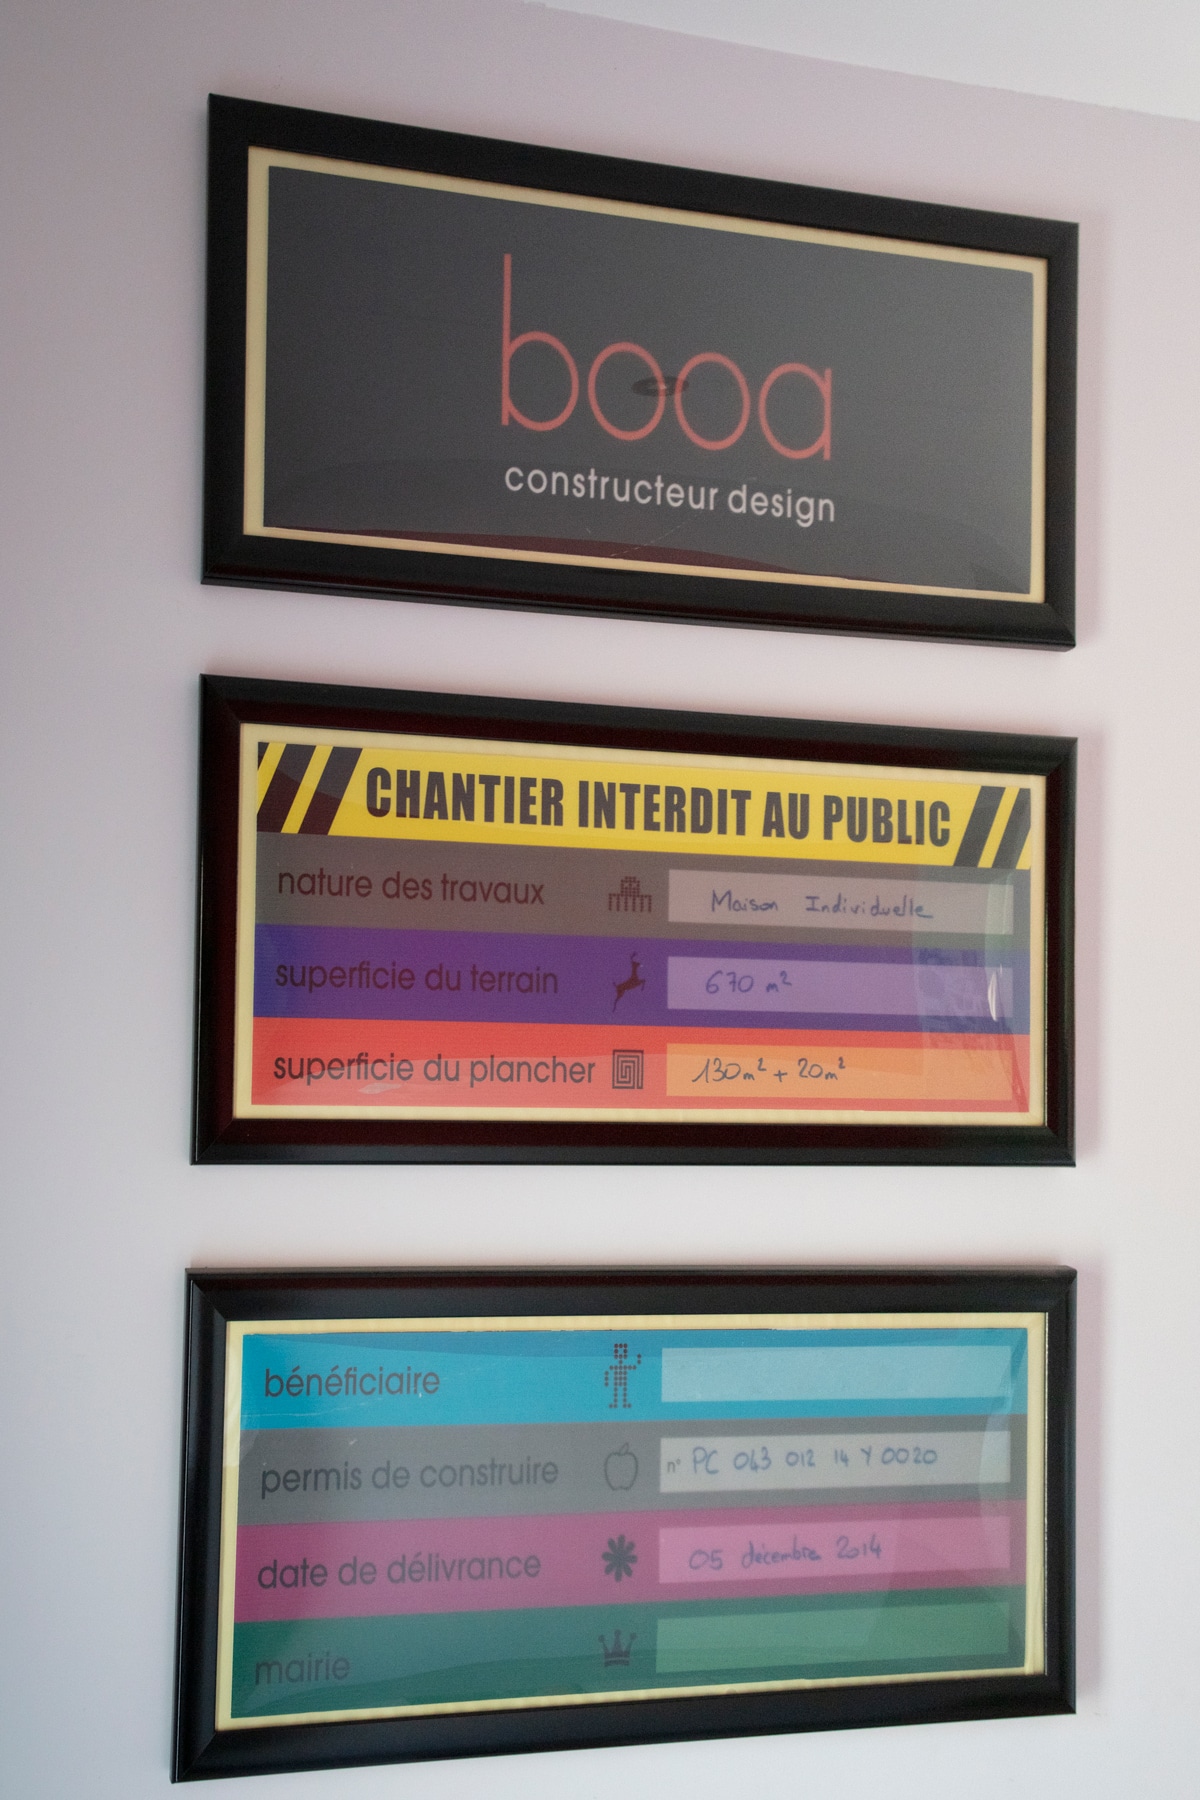 booa
constructeur design
CHANTIER INTERDIT AU PUBLIC
nature des travaux Maison Individuelle
superficie du terrain 670 m²
superficie du plancher 130m² + 20m²
bénéficiaire
permis de construire n° PC 043 012 14 Y 0020
date de délivrance 05 décembre 2014
mairie